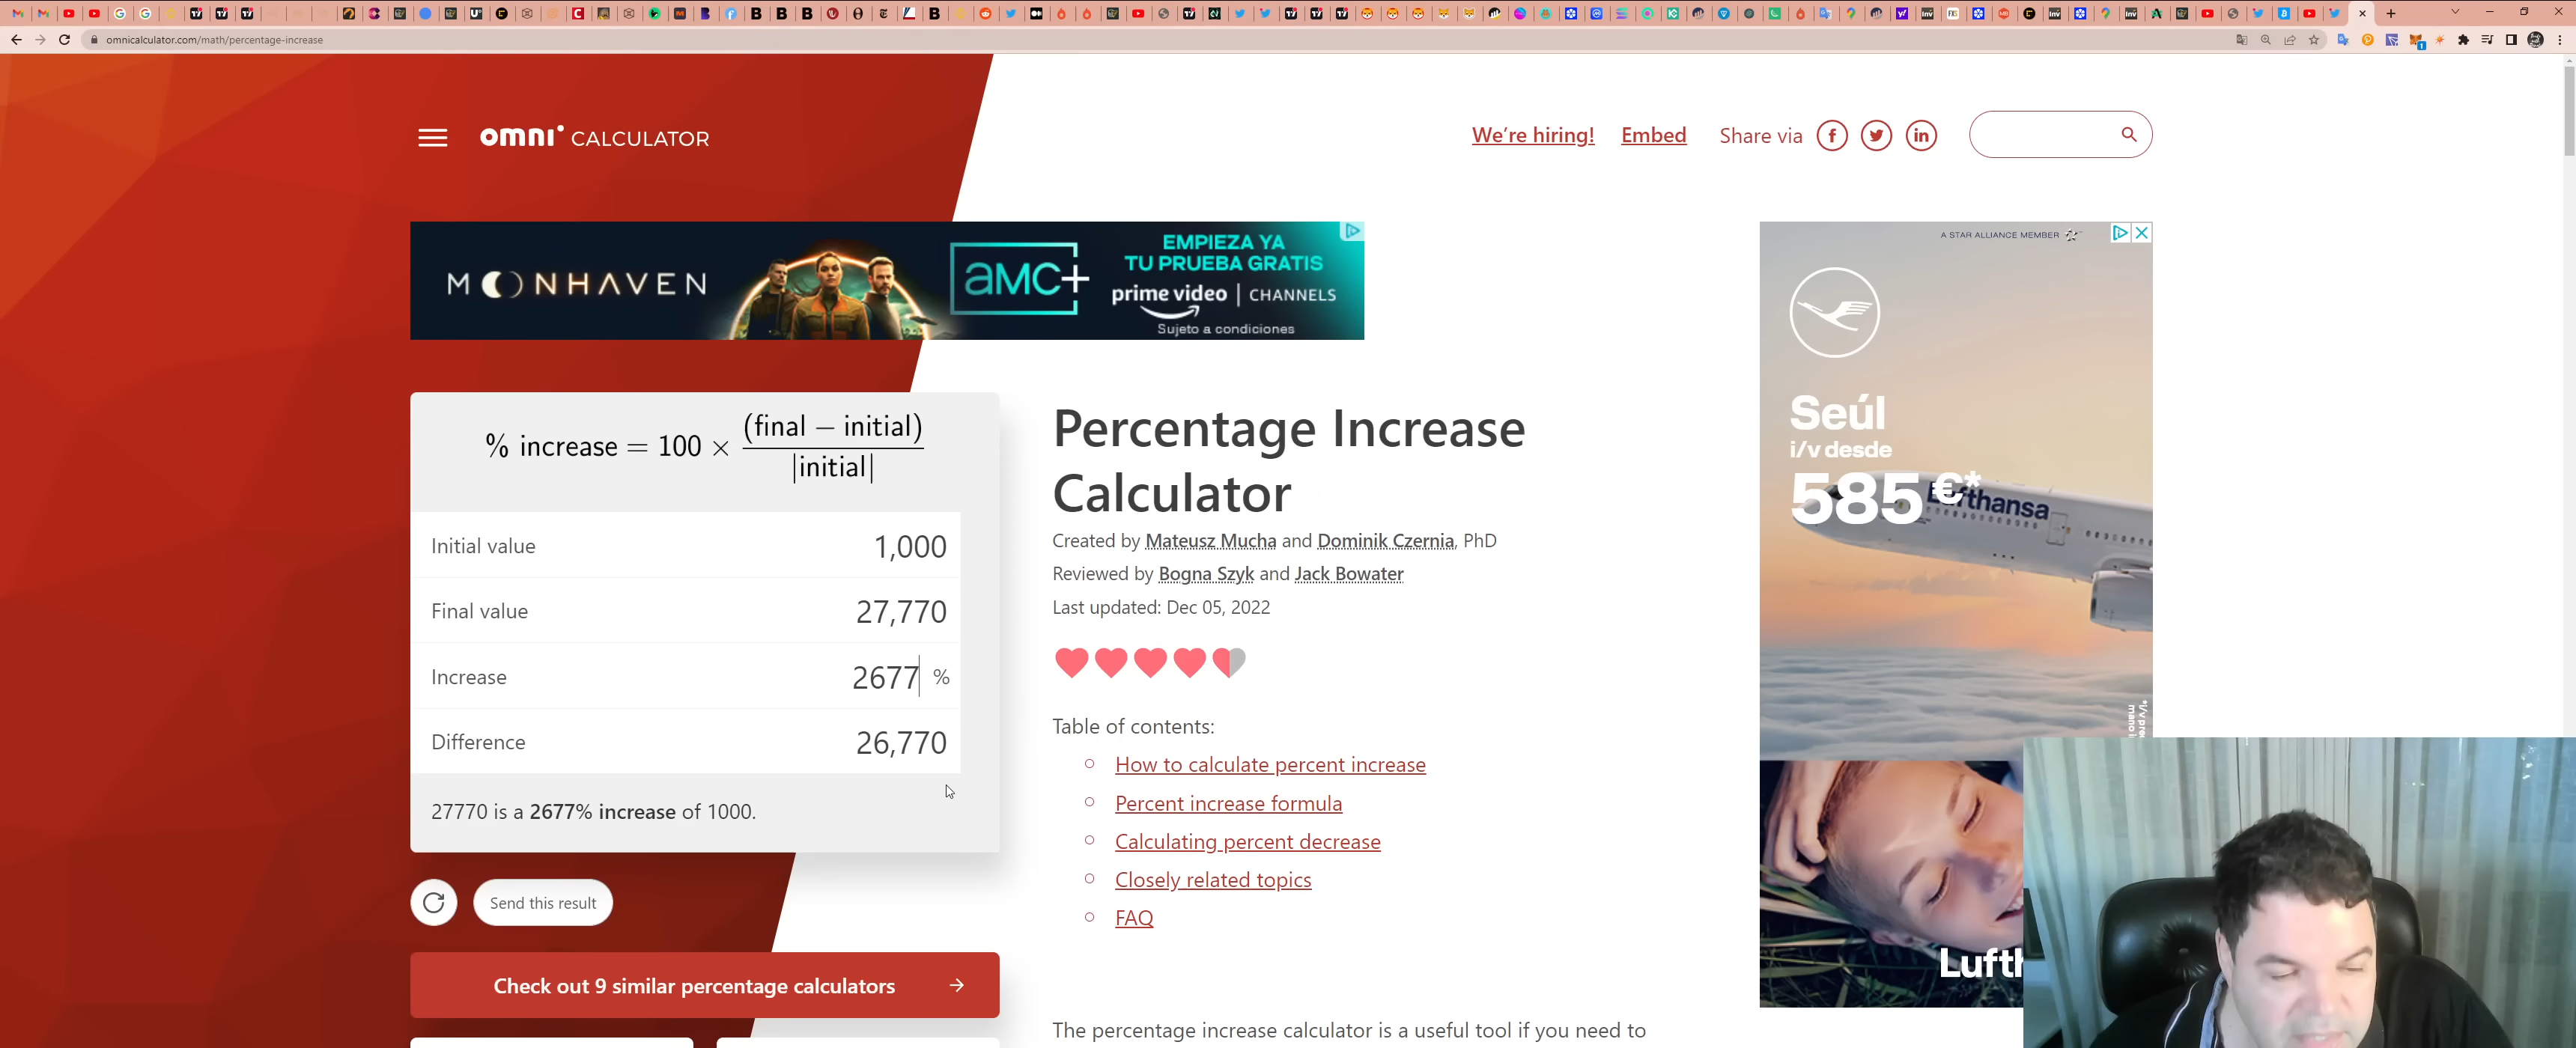 omnicalculator.com/math/percentage-increase
omni CALCULATOR
We're hiring!
Embed
Share via
MOONHAVEN
amc+
EMPIEZA YA
TU PRUEBA GRATIS
prime video | CHANNELS
Sujeto a condiciones
A STAR ALLIANCE MEMBER
Seúl
i/v desde
585€*
Lufthansa
% increase = 100 × (final − initial)
|initial|
Initial value 1,000
Final value 27,770
Increase 2677 %
Difference 26,770
27770 is a 2677% increase of 1000.
Send this result
Check out 9 similar percentage calculators
Percentage Increase
Calculator
Created by Mateusz Mucha and Dominik Czernia, PhD
Reviewed by Bogna Szyk and Jack Bowater
Last updated: Dec 05, 2022
Table of contents:
How to calculate percent increase
Percent increase formula
Calculating percent decrease
Closely related topics
FAQ
The percentage increase calculator is a useful tool if you need to